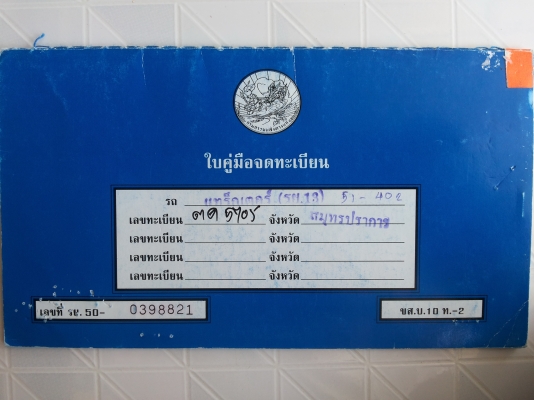 ใบคู่มือจดทะเบียน
รถ แทร็กเตอร์ (รย.13) 51 - 402
เลขทะเบียน ตค 5705 จังหวัด สมุทรปราการ
เลขทะเบียน จังหวัด
เลขทะเบียน จังหวัด
เลขทะเบียน จังหวัด
เลขที่ รย. 50- 0398821
ขส.บ.10 ท.-2